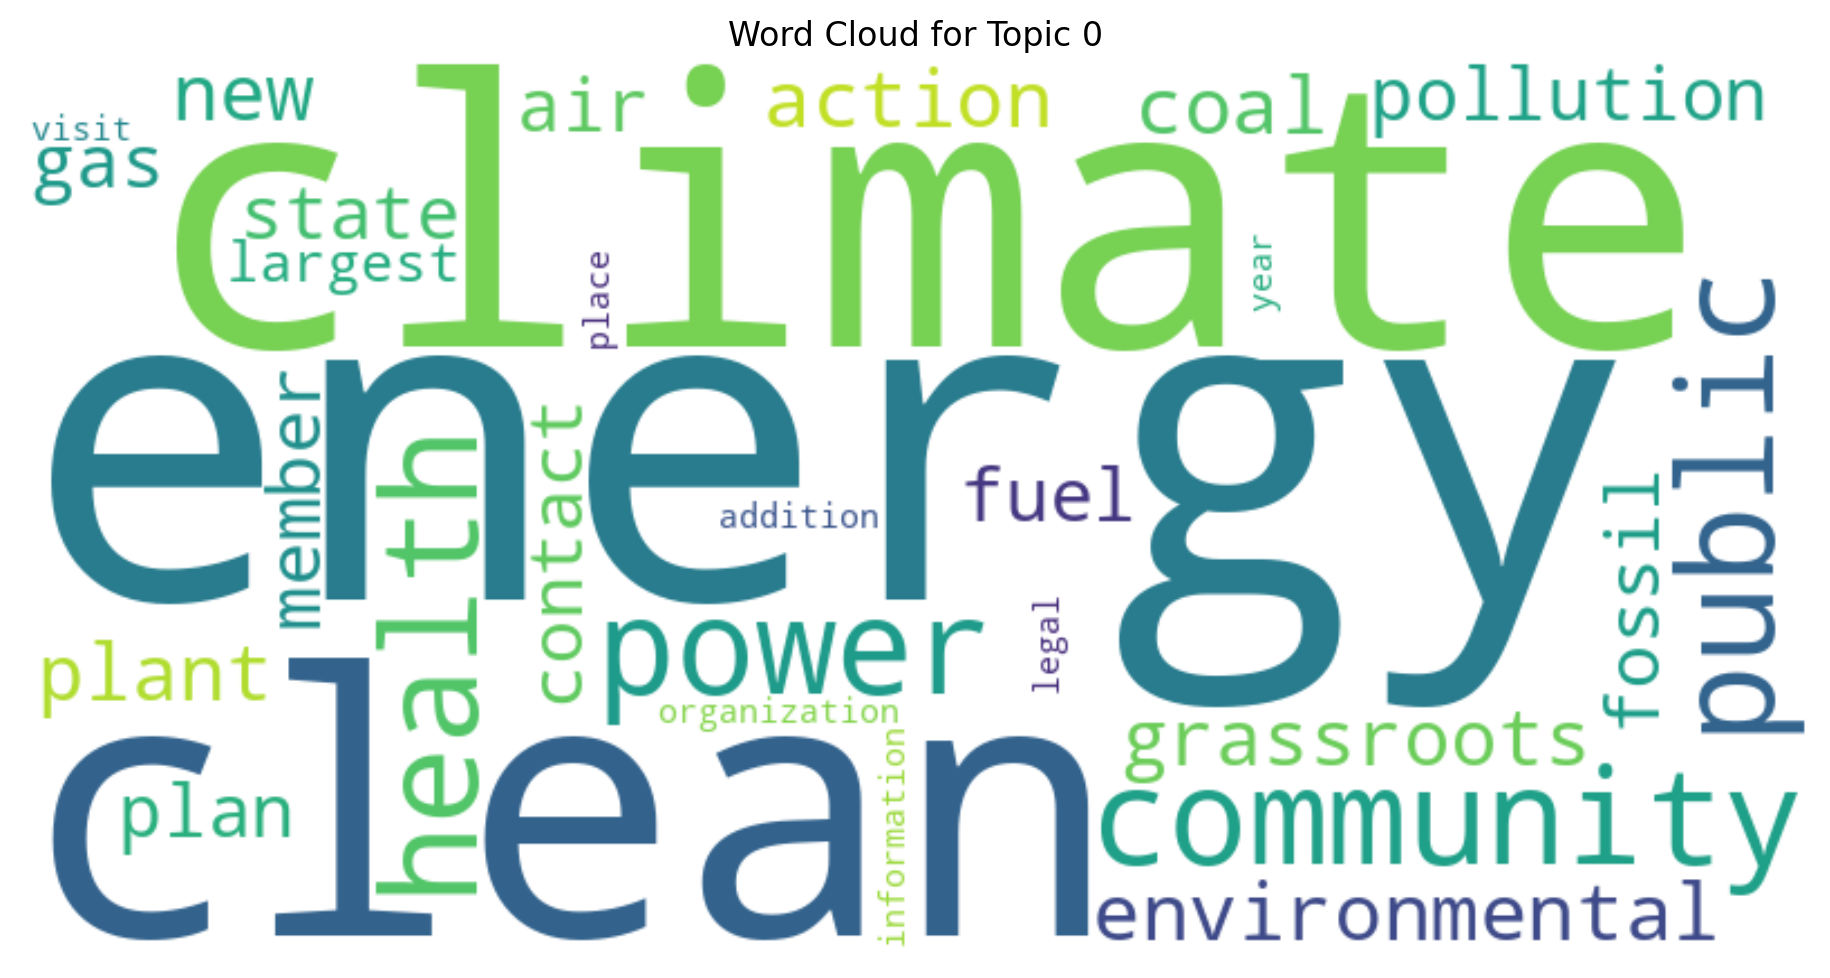 Word Cloud for Topic 0
new
air
action
coal
pollution
visit
gas
climate
state
largest
place
year
public
energy
member
health
contact
addition
fuel
fossil
plant
power
legal
organization
grassroots
clean
plan
information
community
environmental